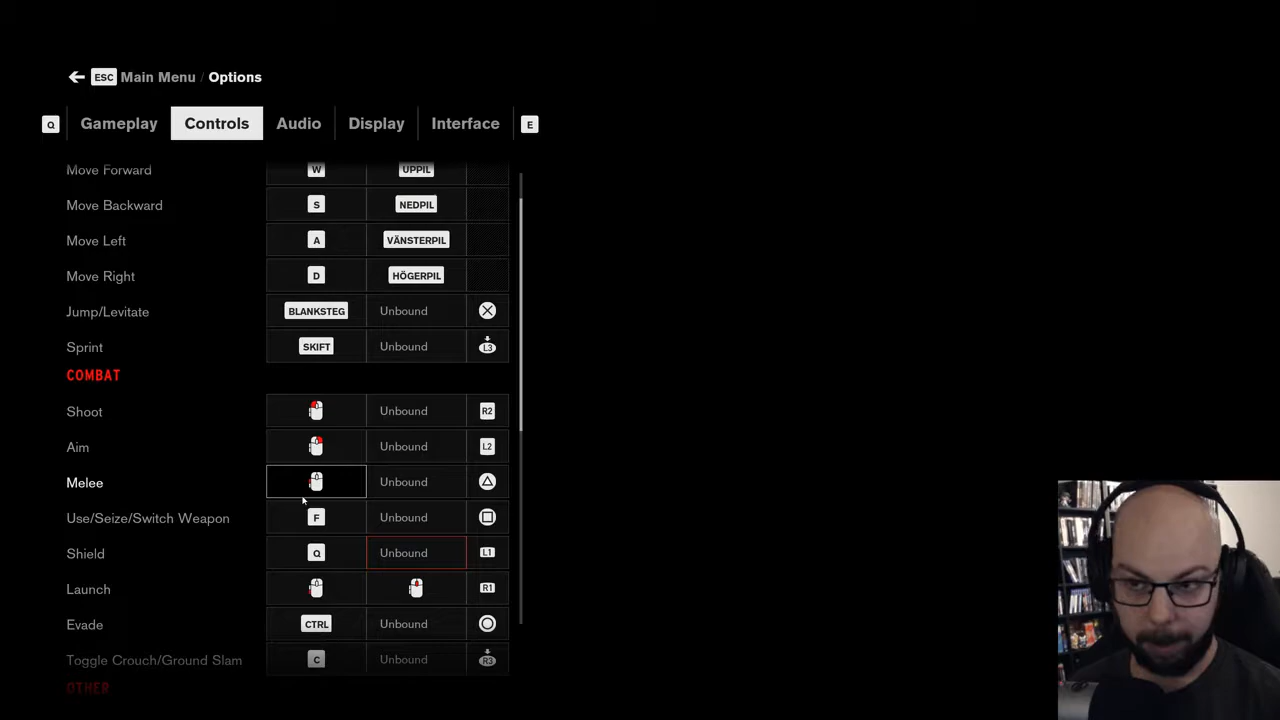 ESC Main Menu / Options
Q Gameplay Controls Audio Display Interface E
Move Forward W UPPIL
Move Backward S NEDPIL
Move Left A VÄNSTERPIL
Move Right D HÖGERPIL
Jump/Levitate BLANKSTEG Unbound
Sprint SKIFT Unbound L3
COMBAT
Shoot Unbound R2
Aim Unbound L2
Melee Unbound
Use/Seize/Switch Weapon F Unbound
Shield Q Unbound L1
Launch R1
Evade CTRL Unbound
Toggle Crouch/Ground Slam C Unbound R3
OTHER